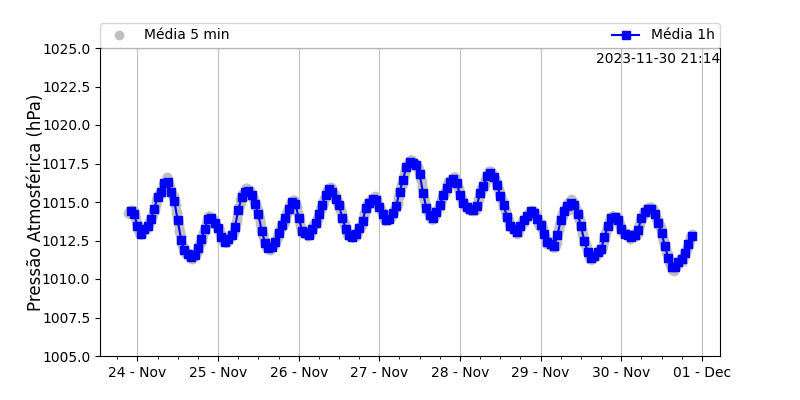 Média 5 min
Média 1h
2023-11-30 21:14
Pressão Atmosférica (hPa)
1025.0
1022.5
1020.0
1017.5
1015.0
1012.5
1010.0
1007.5
1005.0
24 - Nov
25 - Nov
26 - Nov
27 - Nov
28 - Nov
29 - Nov
30 - Nov
01 - Dec